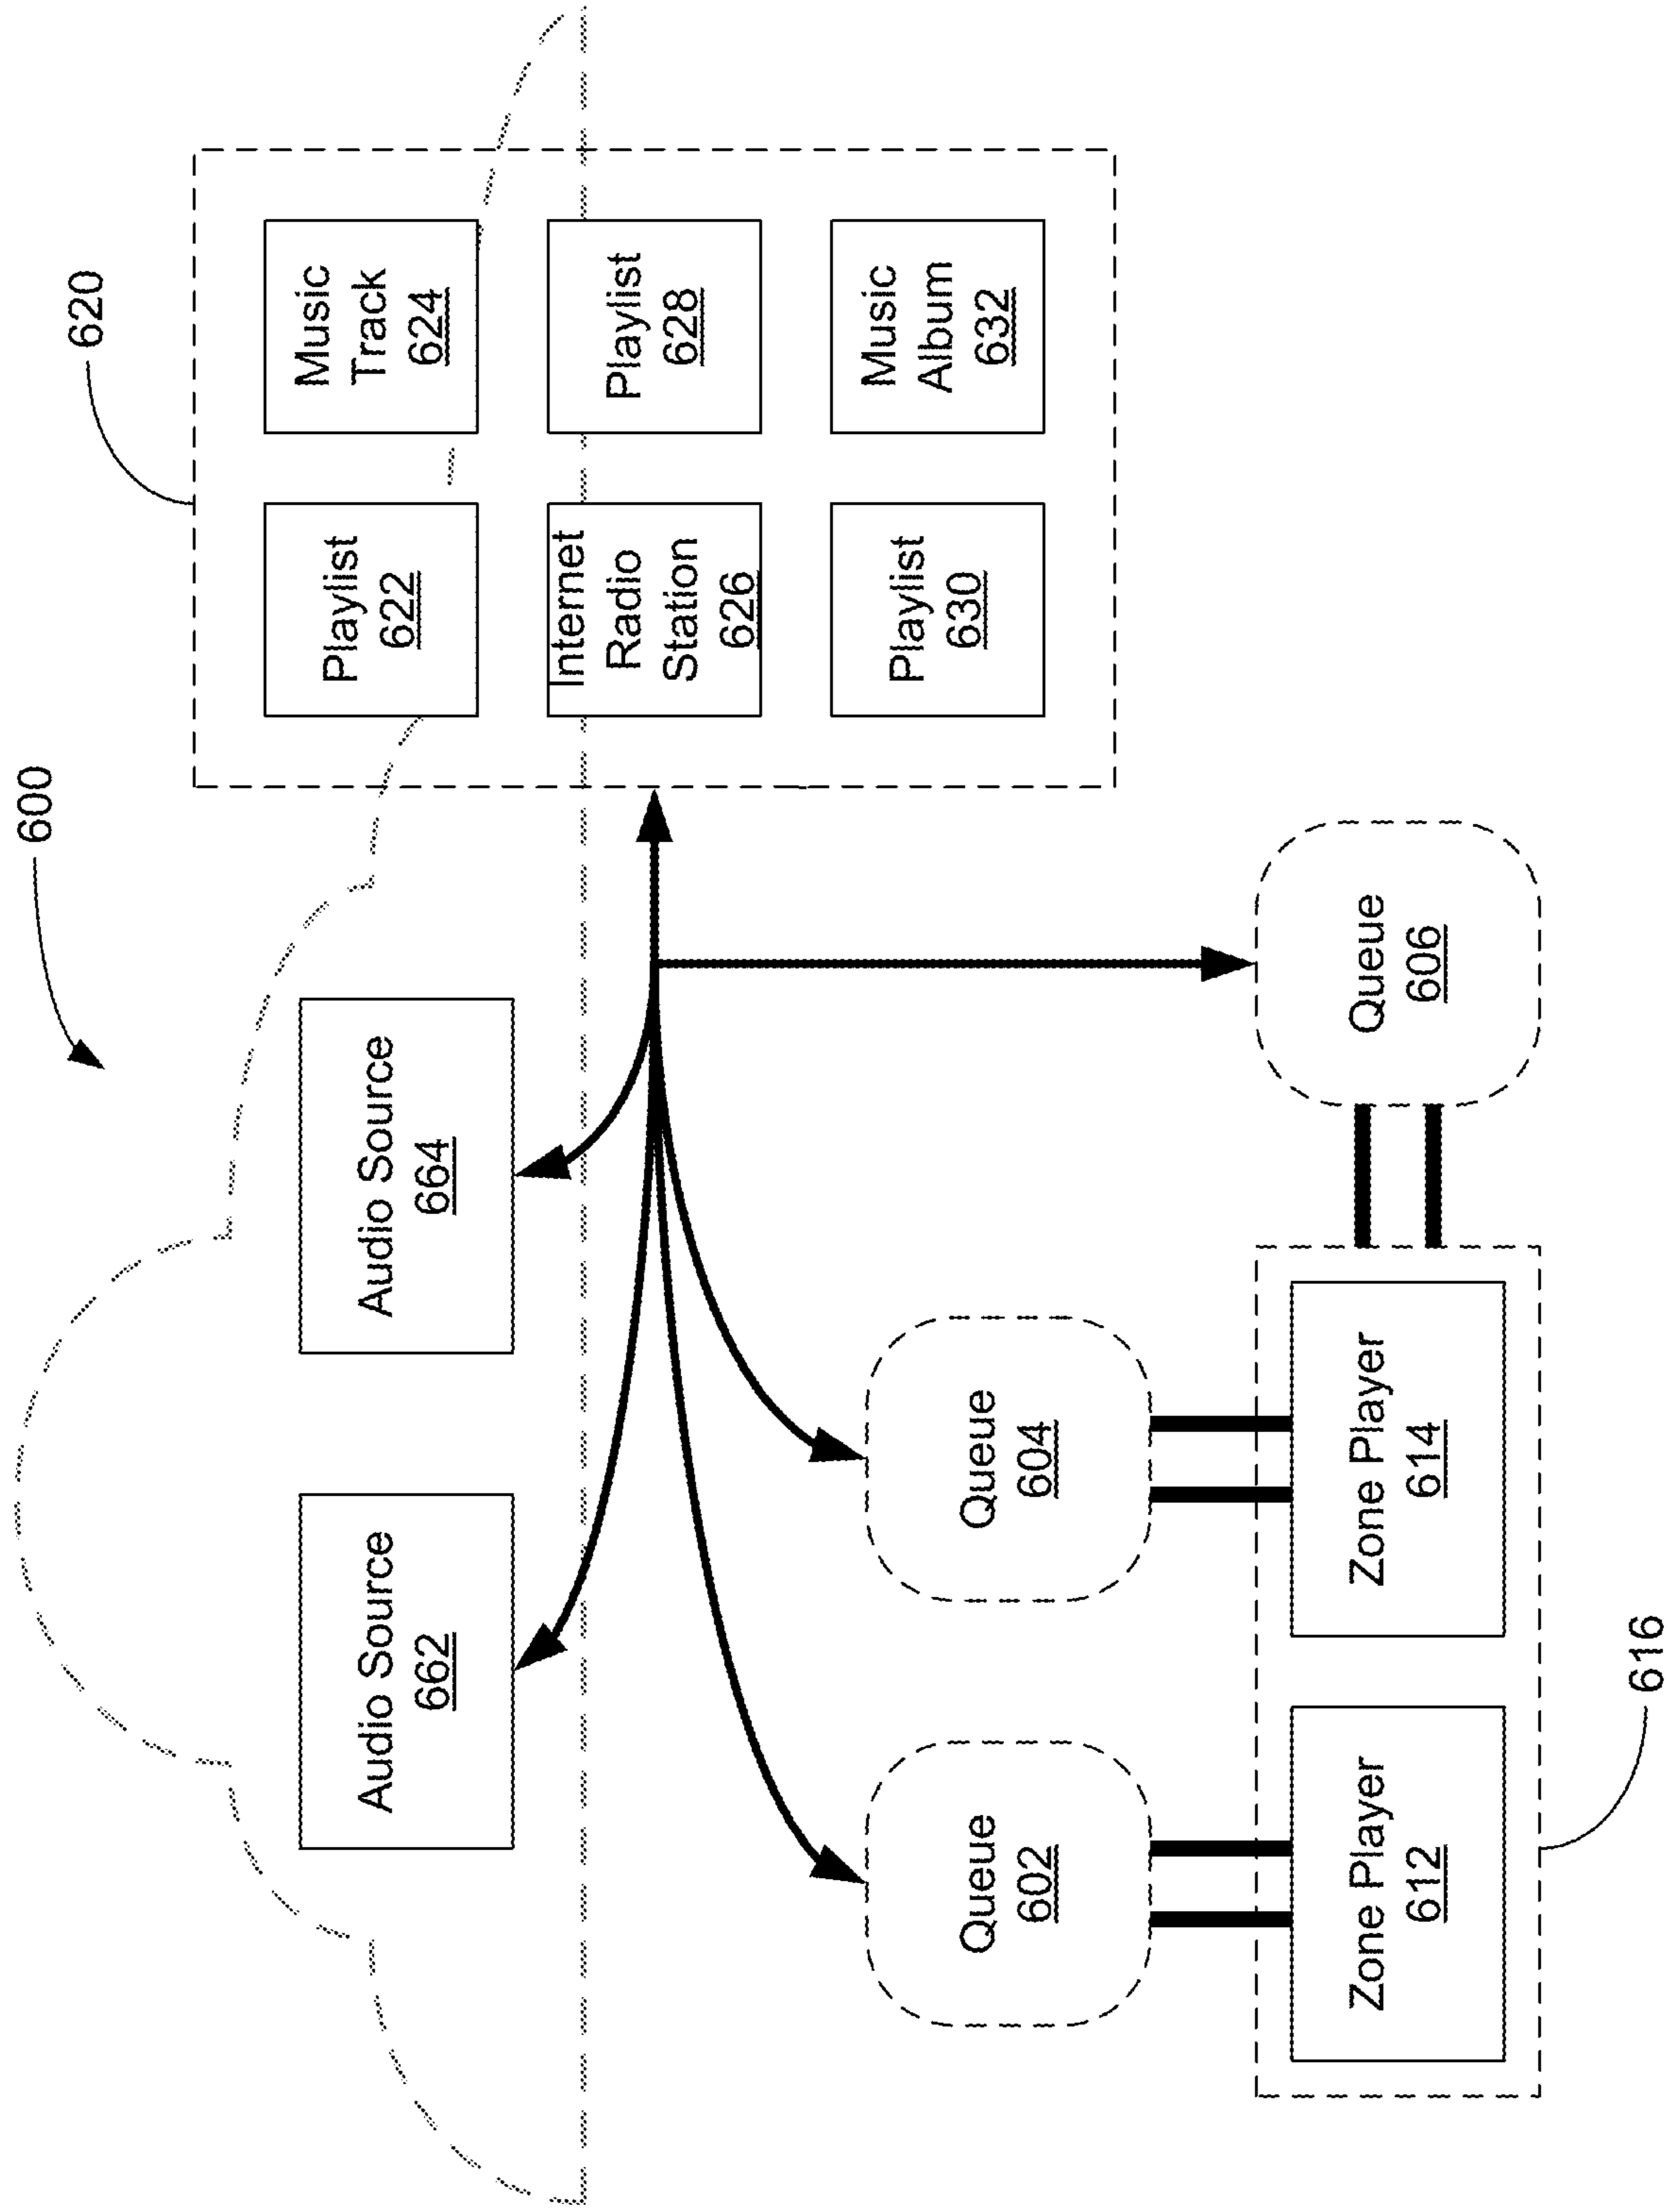 600
620
Audio Source
662
Audio Source
664
Playlist
622
Music
Track
624
Internet
Radio
Station
626
Playlist
628
Playlist
630
Music
Album
632
Queue
602
Queue
604
Queue
606
Zone Player
612
Zone Player
614
616